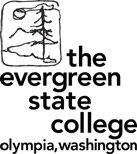 the
evergreen
state
college
olympia, washington